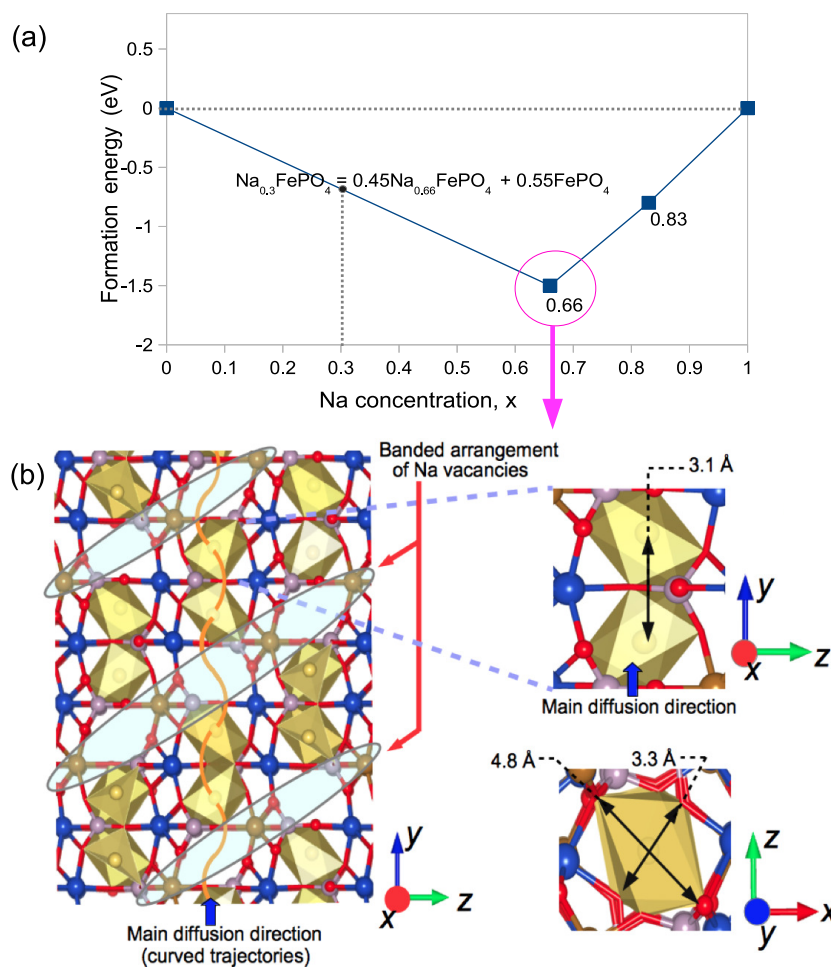 (a)
Formation energy (eV)
0.5
0
-0.5
-1
-1.5
-2
Na0.3FePO4 = 0.45Na0.66FePO4 + 0.55FePO4
0.83
0.66
0 0.1 0.2 0.3 0.4 0.5 0.6 0.7 0.8 0.9 1
Na concentration, x
(b)
Banded arrangement
of Na vacancies
3.1 Å
y
x
z
Main diffusion direction
4.8 Å
3.3 Å
y
x
z
z
x
y
Main diffusion direction
(curved trajectories)